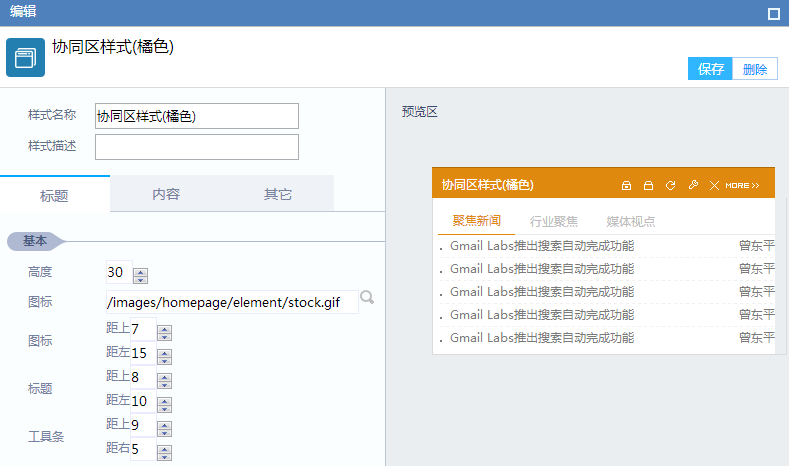 编辑
协同区样式(橘色)
保存 删除
样式名称 协同区样式(橘色)
样式描述
标题 内容 其它
基本
高度 30
图标 /images/homepage/element/stock.gif
图标 距上 7
距左 15
标题 距上 8
距左 10
工具条 距上 9
距右 5
预览区
协同区样式(橘色) MORE>>
聚焦新闻 行业聚焦 媒体视点
. Gmail Labs推出搜索自动完成功能 曾东平
. Gmail Labs推出搜索自动完成功能 曾东平
. Gmail Labs推出搜索自动完成功能 曾东平
. Gmail Labs推出搜索自动完成功能 曾东平
. Gmail Labs推出搜索自动完成功能 曾东平